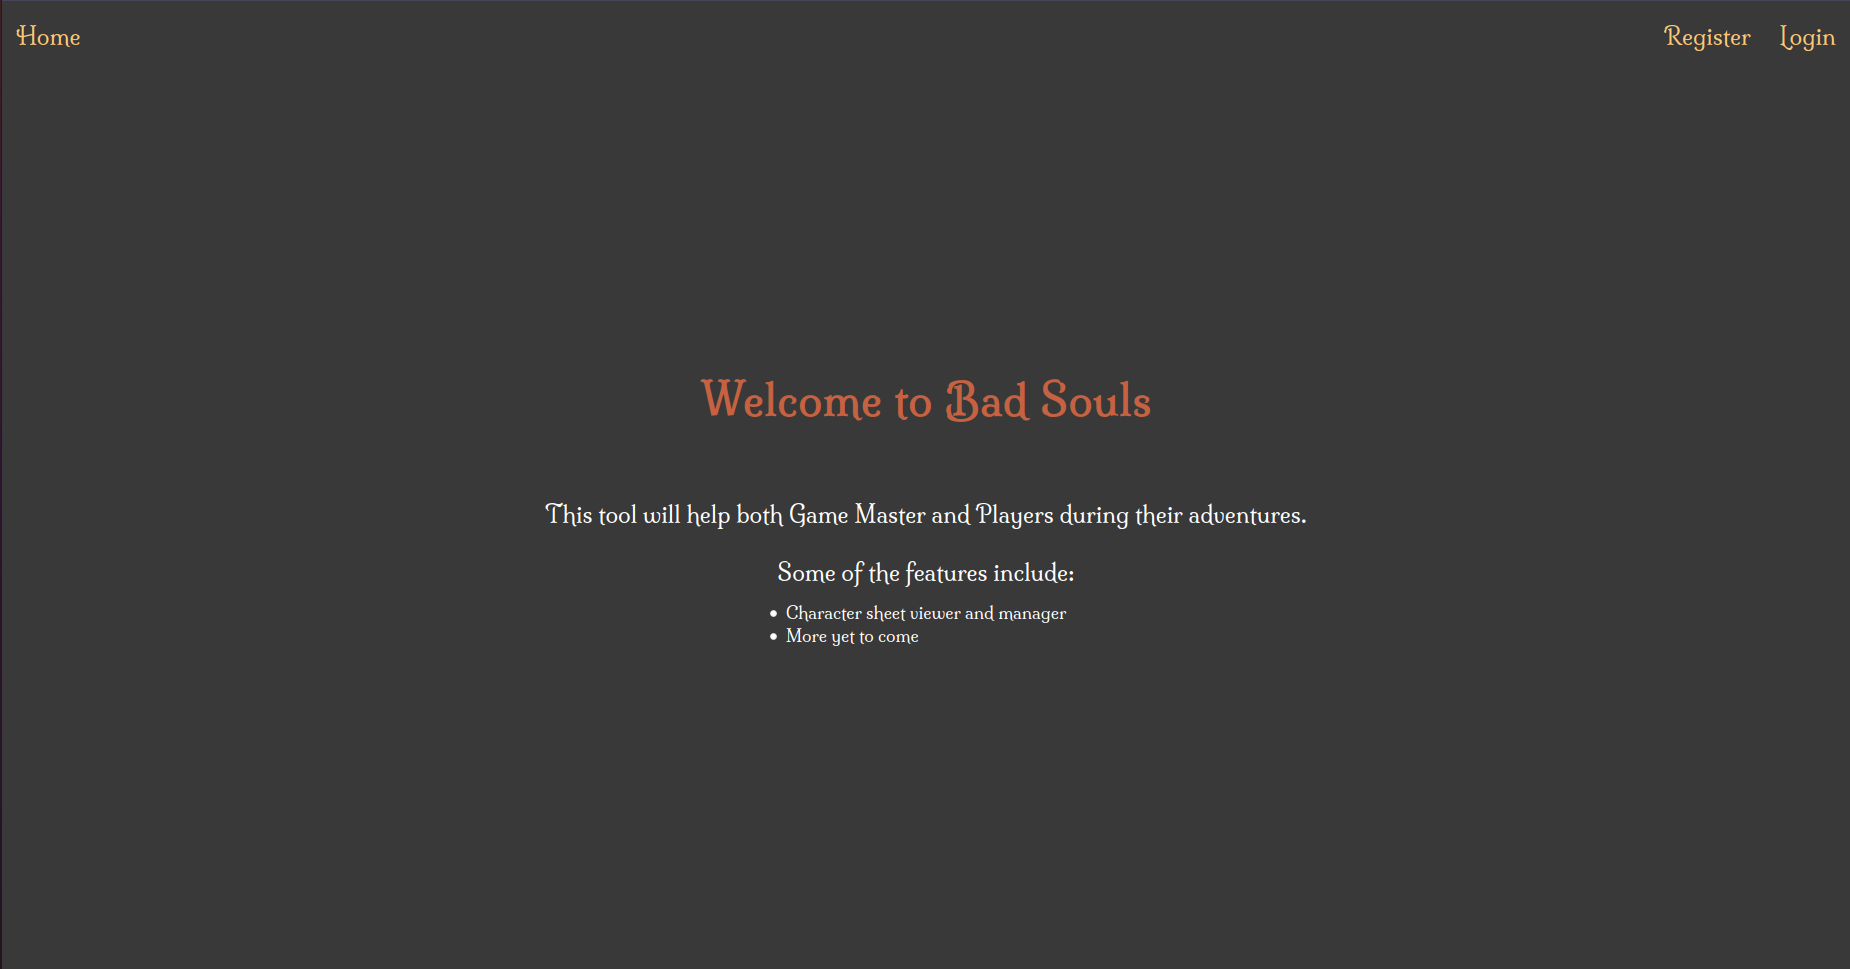 Home
Register
Login
Welcome to Bad Souls
This tool will help both Game Master and Players during their adventures.
Some of the features include:
• Character sheet viewer and manager
• More yet to come